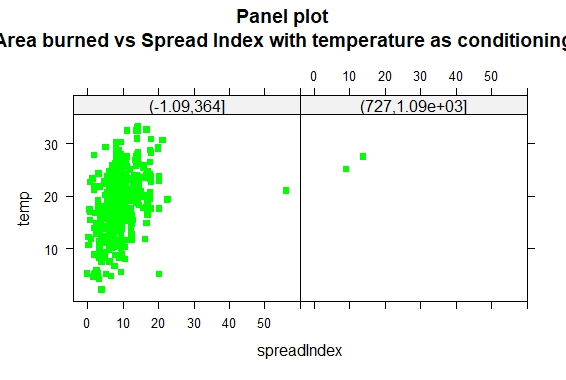 Panel plot
Area burned vs Spread Index with temperature as conditioning
0 10 20 30 40 50
(-1.09,364] (727,1.09e+03]
30
20
10
temp
0 10 20 30 40 50
spreadIndex